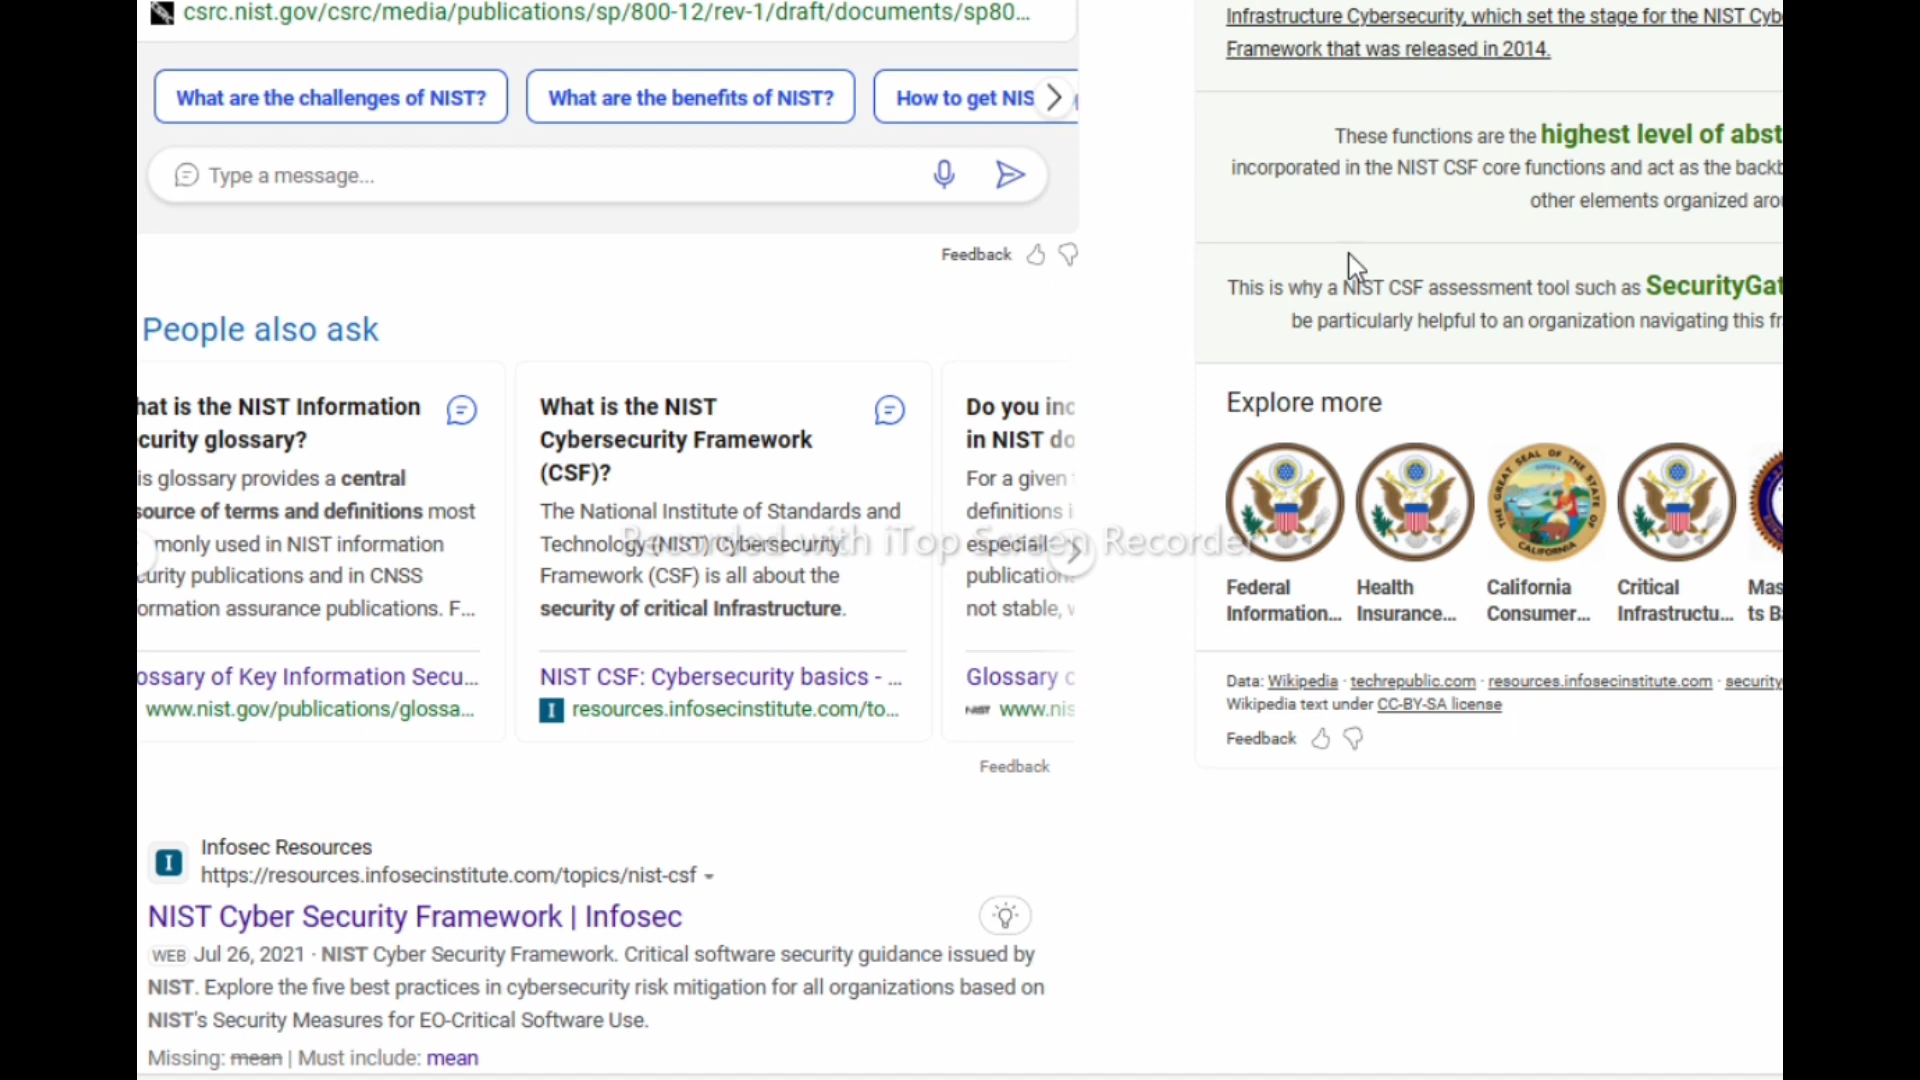 csrc.nist.gov/csrc/media/publications/sp/800-12/rev-1/draft/documents/sp80...
What are the challenges of NIST?
What are the benefits of NIST?
How to get NIS
Type a message...
Feedback
People also ask
hat is the NIST Information
curity glossary?
is glossary provides a central
source of terms and definitions most
monly used in NIST information
curity publications and in CNSS
ormation assurance publications. F...
ossary of Key Information Secu...
www.nist.gov/publications/glossa...
What is the NIST
Cybersecurity Framework
(CSF)?
The National Institute of Standards and
Technology (NIST) Cybersecurity
Framework (CSF) is all about the
security of critical Infrastructure.
NIST CSF: Cybersecurity basics - ...
I resources.infosecinstitute.com/to...
Do you inc
in NIST do
For a given
definitions i
especiall
publication
not stable,
Glossary
NIST www.nis
Feedback
Recorded with iTop Screen Recorder
I
Infosec Resources
https://resources.infosecinstitute.com/topics/nist-csf
NIST Cyber Security Framework | Infosec
WEB Jul 26, 2021 · NIST Cyber Security Framework. Critical software security guidance issued by
NIST. Explore the five best practices in cybersecurity risk mitigation for all organizations based on
NIST's Security Measures for EO-Critical Software Use.
Missing: mean | Must include: mean
Infrastructure Cybersecurity, which set the stage for the NIST Cyb
Framework that was released in 2014.
These functions are the highest level of abst
incorporated in the NIST CSF core functions and act as the backb
other elements organized arou
This is why a NIST CSF assessment tool such as SecurityGat
be particularly helpful to an organization navigating this fr
Explore more
THE GREAT SEAL OF THE STATE OF CALIFORNIA
Federal
Information...
Health
Insurance...
California
Consumer...
Critical
Infrastructu...
Mas
ts B
Data: Wikipedia · techrepublic.com · resources.infosecinstitute.com · security
Wikipedia text under CC-BY-SA license
Feedback